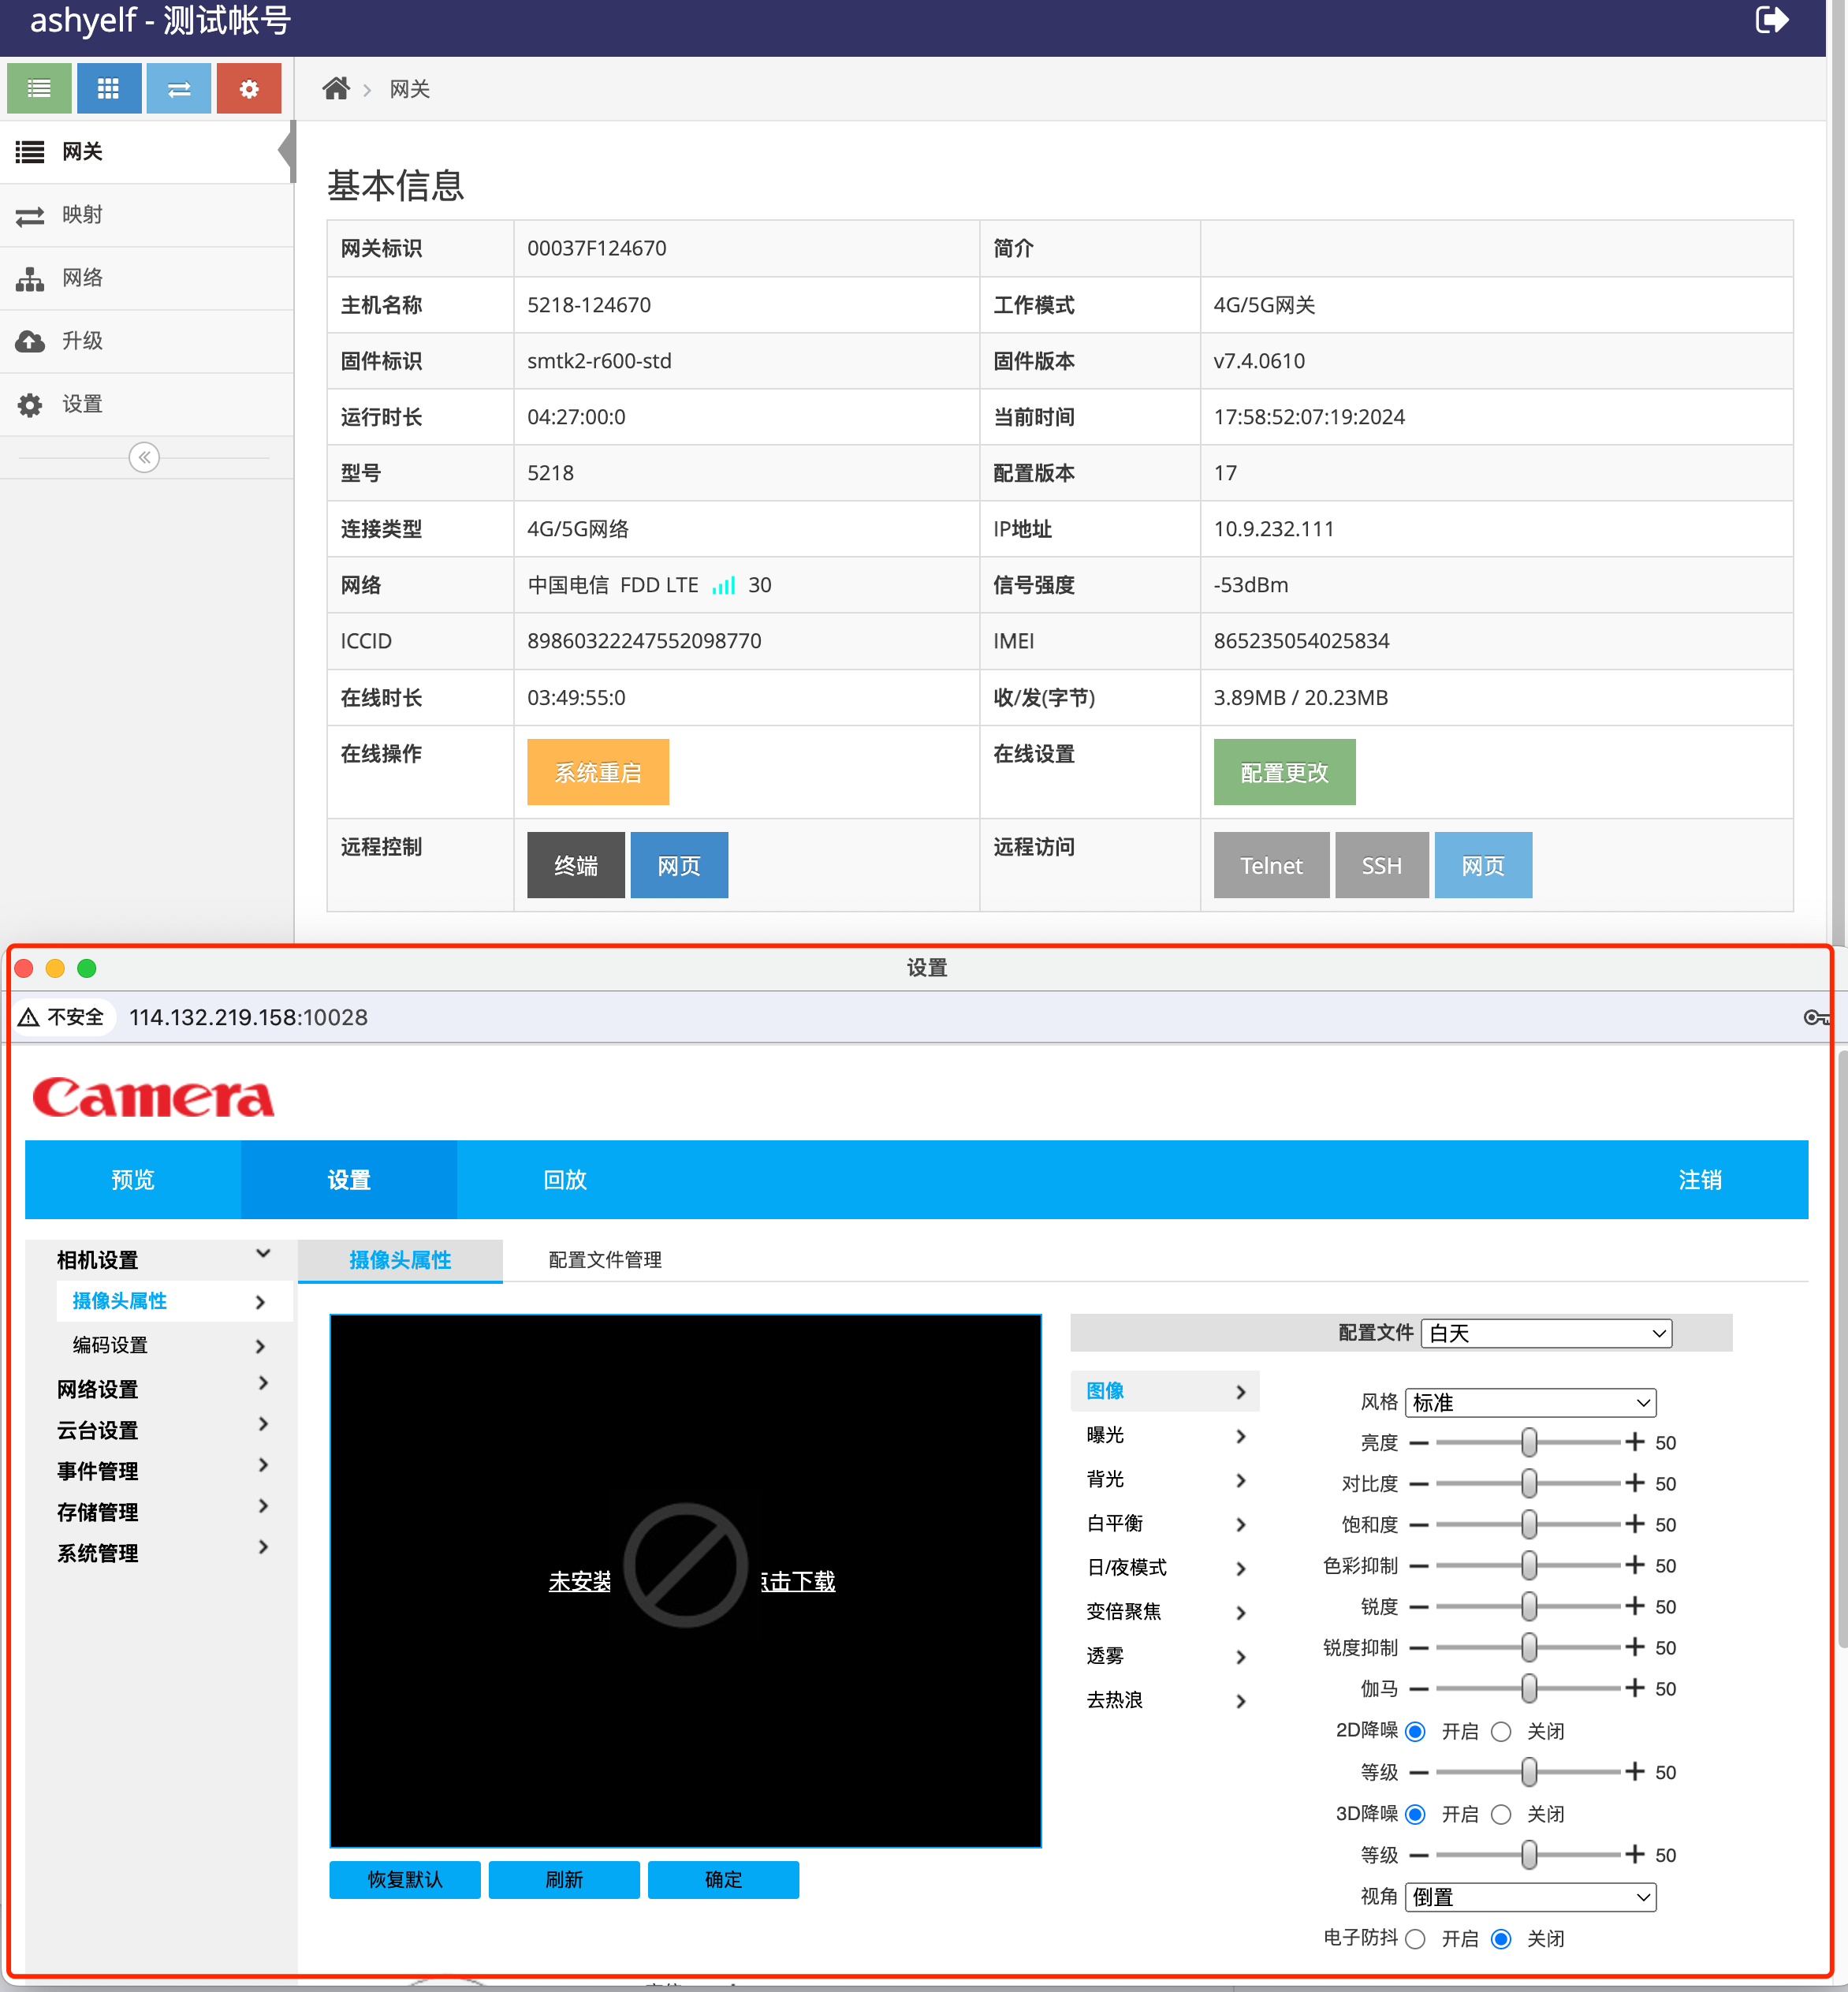 ashyelf - 测试帐号
网关
网关
映射
网络
升级
设置
基本信息
网关标识 00037F124670 简介
主机名称 5218-124670 工作模式 4G/5G网关
固件标识 smtk2-r600-std 固件版本 v7.4.0610
运行时长 04:27:00:0 当前时间 17:58:52:07:19:2024
型号 5218 配置版本 17
连接类型 4G/5G网络 IP地址 10.9.232.111
网络 中国电信 FDD LTE 30 信号强度 -53dBm
ICCID 89860322247552098770 IMEI 865235054025834
在线时长 03:49:55:0 收/发(字节) 3.89MB / 20.23MB
在线操作 系统重启 在线设置 配置更改
远程控制 终端 网页 远程访问 Telnet SSH 网页
设置
不安全 114.132.219.158:10028
Camera
预览 设置 回放 注销
相机设置
摄像头属性
编码设置
网络设置
云台设置
事件管理
存储管理
系统管理
摄像头属性 配置文件管理
未安装 点击下载
恢复默认 刷新 确定
配置文件 白天
图像
曝光
背光
白平衡
日/夜模式
变倍聚焦
透雾
去热浪
风格 标准
亮度 50
对比度 50
饱和度 50
色彩抑制 50
锐度 50
锐度抑制 50
伽马 50
2D降噪 开启 关闭
等级 50
3D降噪 开启 关闭
等级 50
视角 倒置
电子防抖 开启 关闭